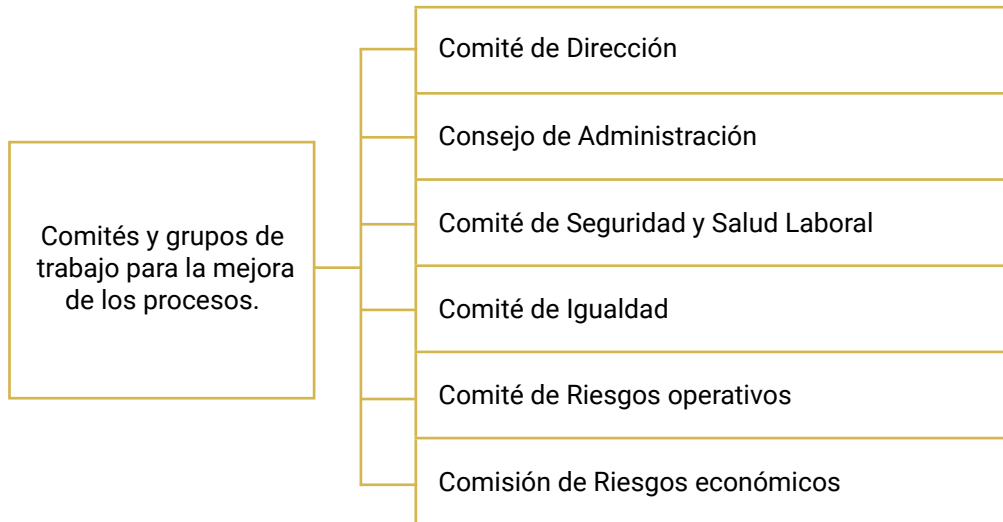 Comités y grupos de
trabajo para la mejora
de los procesos.
Comité de Dirección
Consejo de Administración
Comité de Seguridad y Salud Laboral
Comité de Igualdad
Comité de Riesgos operativos
Comisión de Riesgos económicos